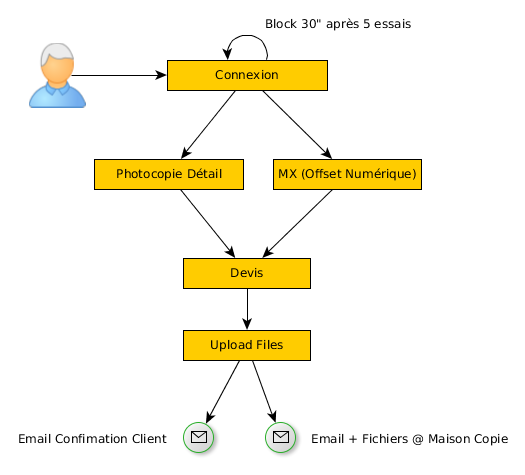 Block 30" après 5 essais
Connexion
Photocopie Détail
MX (Offset Numérique)
Devis
Upload Files
Email Confimation Client
Email + Fichiers @ Maison Copie